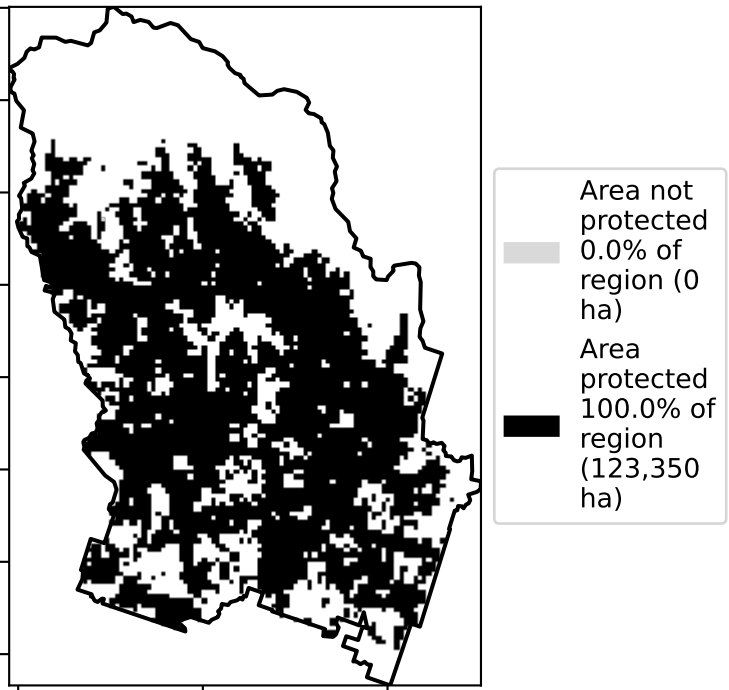 Area not
protected
0.0% of
region (0
ha)
Area
protected
100.0% of
region
(123,350
ha)